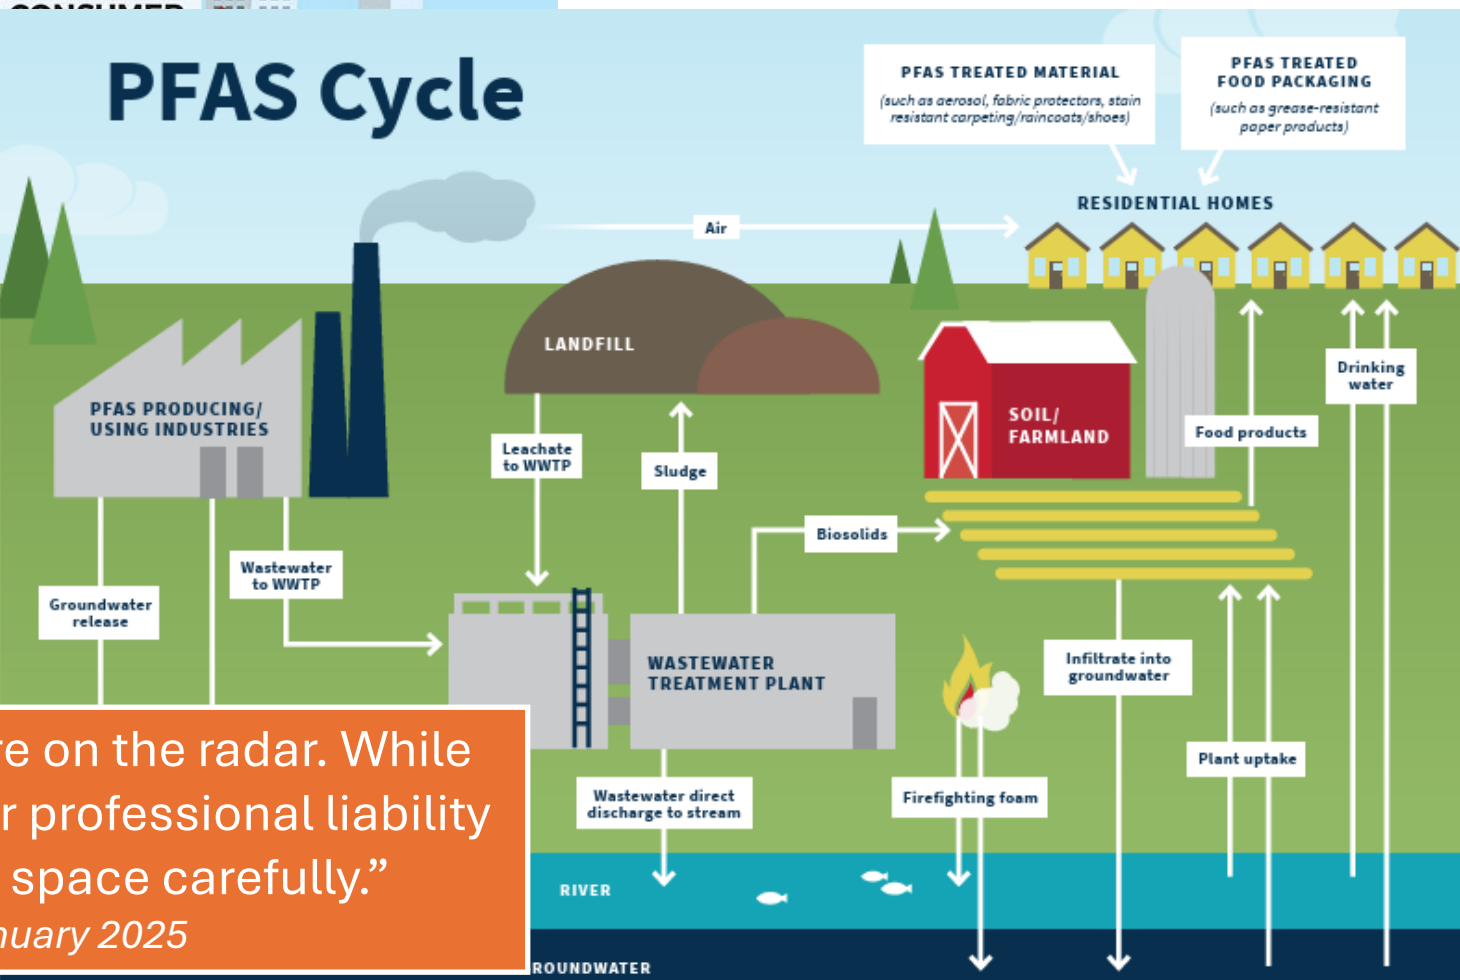 CONSUMER
PFAS Cycle
PFAS TREATED MATERIAL
(such as aerosol, fabric protectors, stain
resistant carpeting/raincoats/shoes)
PFAS TREATED
FOOD PACKAGING
(such as grease-resistant
paper products)
RESIDENTIAL HOMES
Air
LANDFILL
PFAS PRODUCING/
USING INDUSTRIES
SOIL/
FARMLAND
Drinking
water
Food products
Leachate
to WWTP
Sludge
Biosolids
Wastewater
to WWTP
Groundwater
release
WASTEWATER
TREATMENT PLANT
Infiltrate into
groundwater
Plant uptake
Wastewater direct
discharge to stream
Firefighting foam
re on the radar. While
r professional liability
space carefully.”
nuary 2025
RIVER
ROUNDWATER